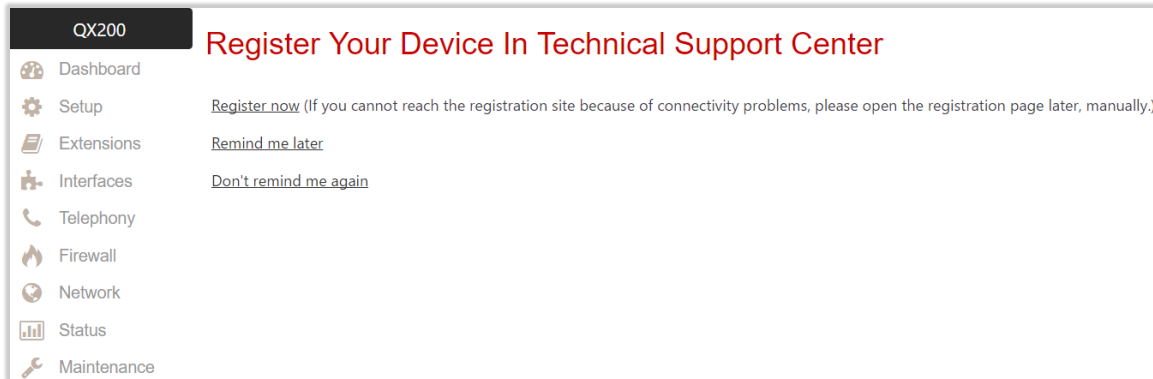 QX200
Dashboard
Setup
Extensions
Interfaces
Telephony
Firewall
Network
Status
Maintenance
Register Your Device In Technical Support Center
Register now (If you cannot reach the registration site because of connectivity problems, please open the registration page later, manually.)
Remind me later
Don't remind me again